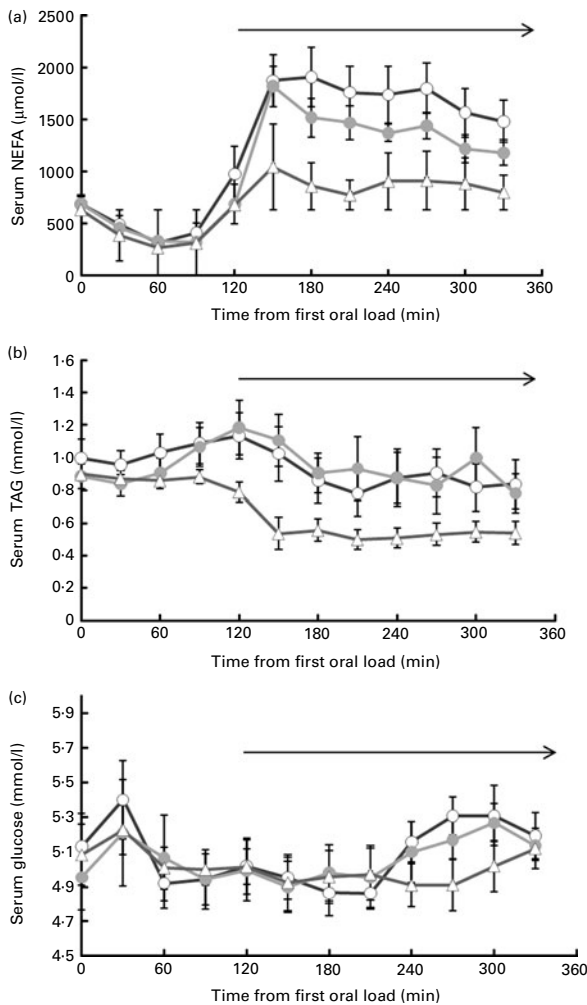 (a)
2500
2000
1500
1000
500
0
Serum NEFA (µmol/l)
0 60 120 180 240 300 360
Time from first oral load (min)
(b)
1·6
1·4
1·2
1·0
0·8
0·6
0·4
0·2
0
Serum TAG (mmol/l)
0 60 120 180 240 300 360
Time from first oral load (min)
(c)
5·9
5·7
5·5
5·3
5·1
4·9
4·7
4·5
Serum glucose (mmol/l)
0 60 120 180 240 300 360
Time from first oral load (min)